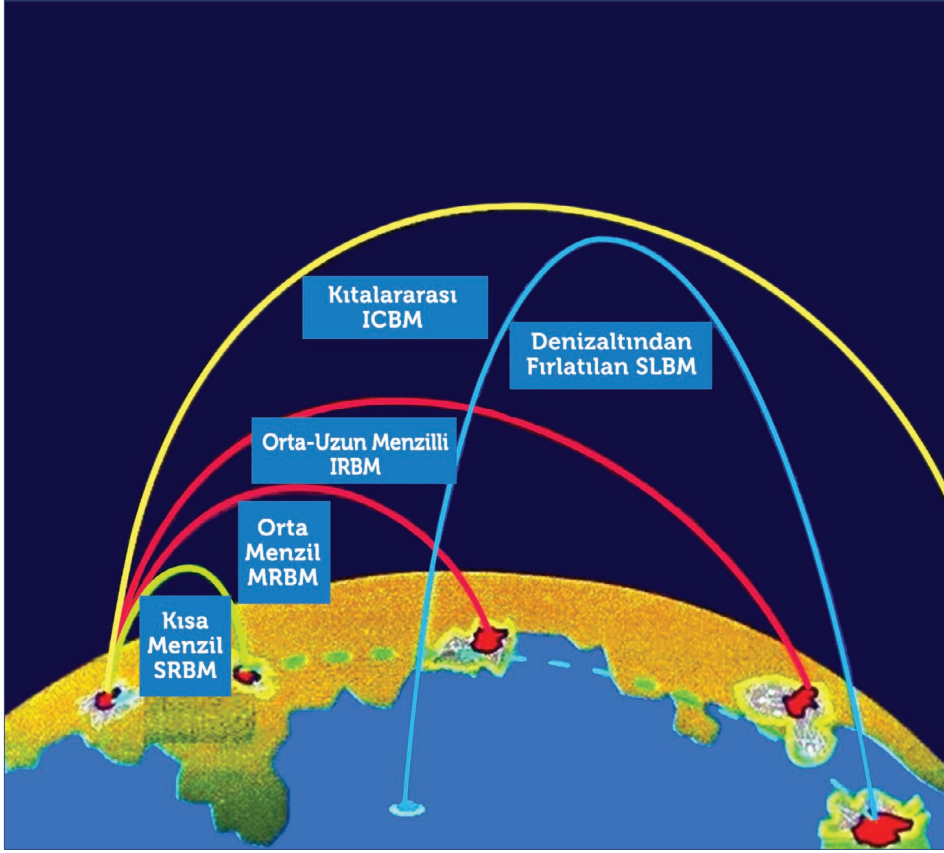 Kıtalararası
ICBM
Denizaltından
Fırlatılan SLBM
Orta-Uzun Menzilli
IRBM
Orta
Menzil
MRBM
Kısa
Menzil
SRBM